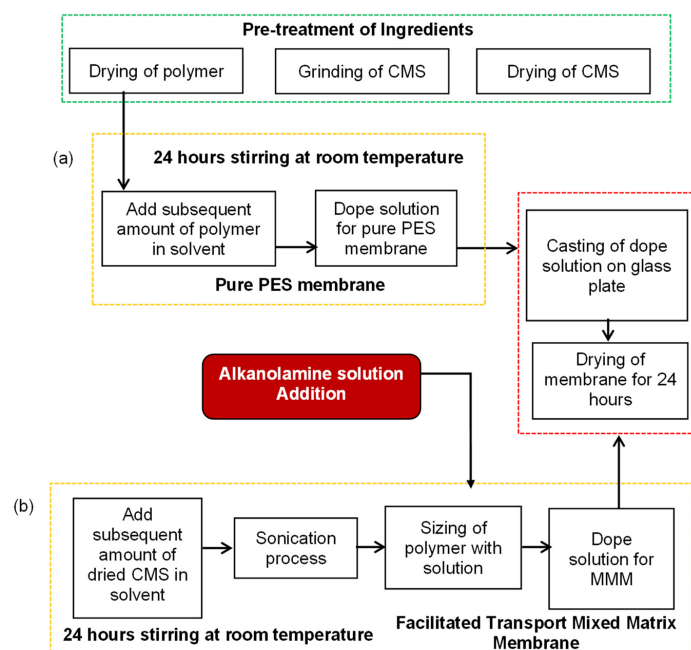 Pre-treatment of Ingredients
Drying of polymer
Grinding of CMS
Drying of CMS
(a)
24 hours stirring at room temperature
Add subsequent
amount of polymer
in solvent
Dope solution
for pure PES
membrane
Pure PES membrane
Casting of dope
solution on glass
plate
Drying of
membrane for 24
hours
Alkanolamine solution
Addition
(b)
Add
subsequent
amount of
dried CMS in
solvent
Sonication
process
Sizing of
polymer with
solution
Dope
solution for
MMM
24 hours stirring at room temperature
Facilitated Transport Mixed Matrix
Membrane